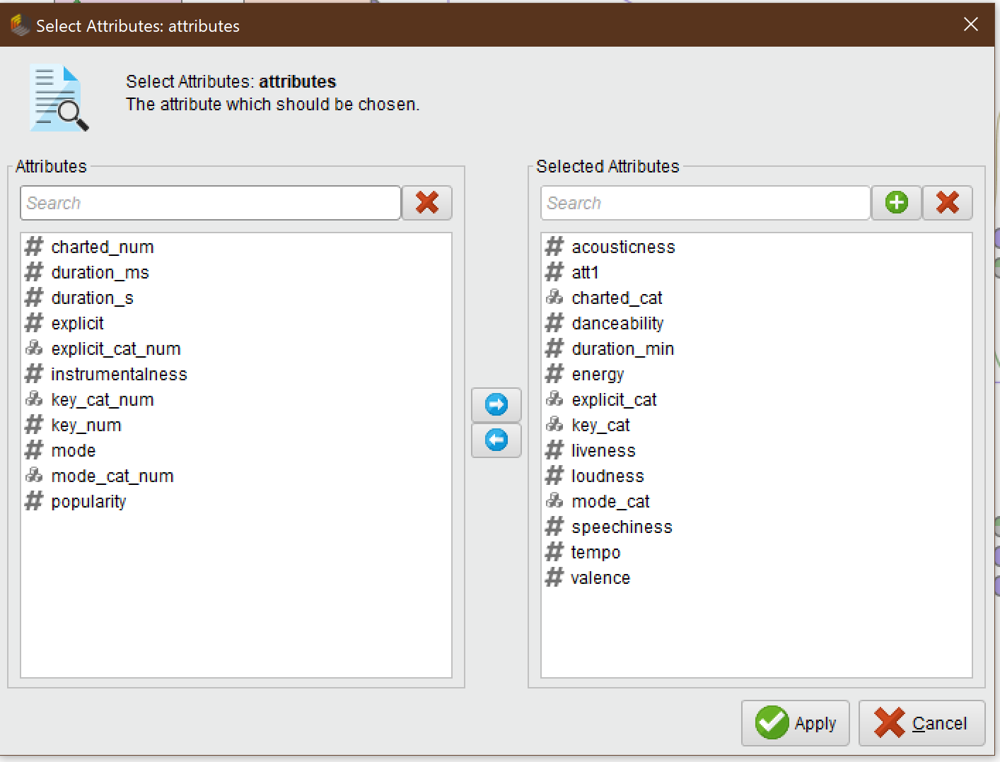 Select Attributes: attributes
Select Attributes: attributes
The attribute which should be chosen.
Attributes
Search
charted_num
duration_ms
duration_s
explicit
explicit_cat_num
instrumentalness
key_cat_num
key_num
mode
mode_cat_num
popularity
Selected Attributes
Search
acousticness
att1
charted_cat
danceability
duration_min
energy
explicit_cat
key_cat
liveness
loudness
mode_cat
speechiness
tempo
valence
Apply
Cancel